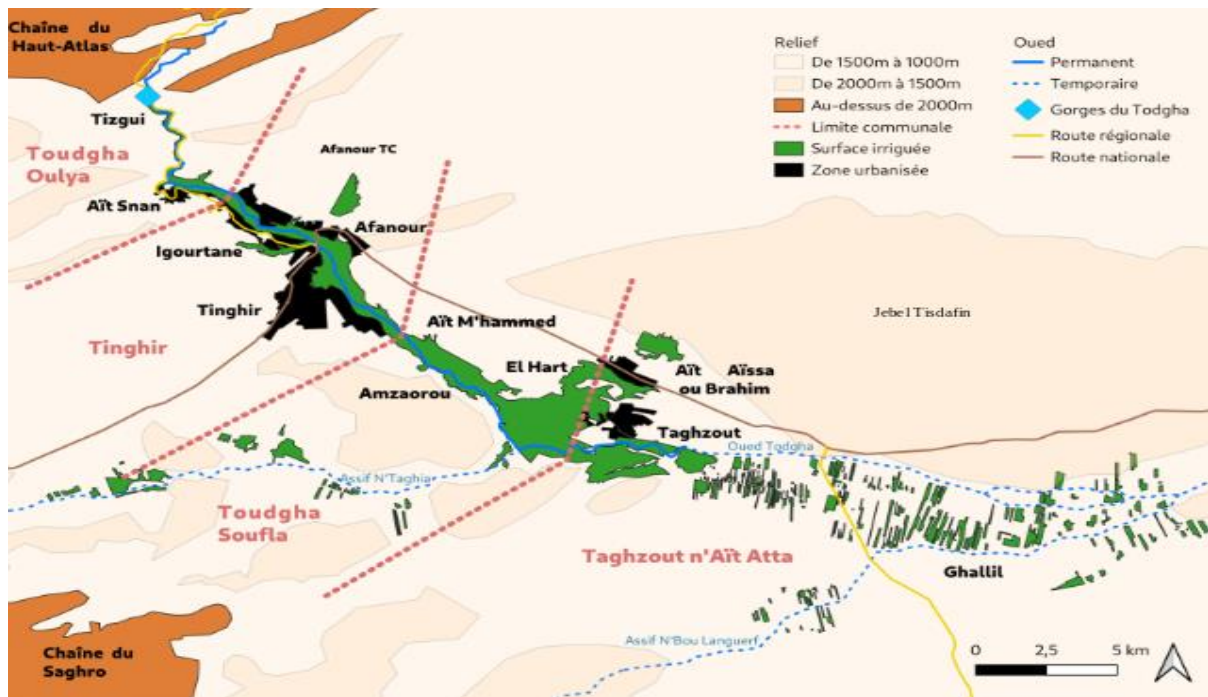 Chaîne du
Haut-Atlas
Tizgui
Toudgha
Oulya
Aït Snan
Afanour TC
Afanour
Igourtane
Tinghir
Tinghir
Aït M'hammed
Amzaorou
El Hart
Aït Aïssa
ou Brahim
Taghzout
Jebel Tisdafin
Oued Todgha
Assif N'Taghia
Toudgha
Soufla
Taghzout n'Aït Atta
Ghallil
Assif N'Bou Languerf
Chaîne du
Saghro
Relief
De 1500m à 1000m
De 2000m à 1500m
Au-dessus de 2000m
Limite communale
Surface irriguée
Zone urbanisée
Oued
Permanent
Temporaire
Gorges du Todgha
Route régionale
Route nationale
0 2,5 5 km